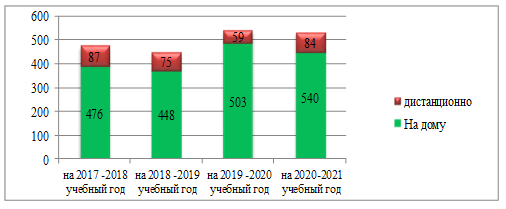 600
500
400
300
200
100
0
87
75
59
84
476
448
503
540
на 2017 -2018 учебный год
на 2018 -2019 учебный год
на 2019 -2020 учебный год
на 2020-2021 учебный год
дистанционно
На дому